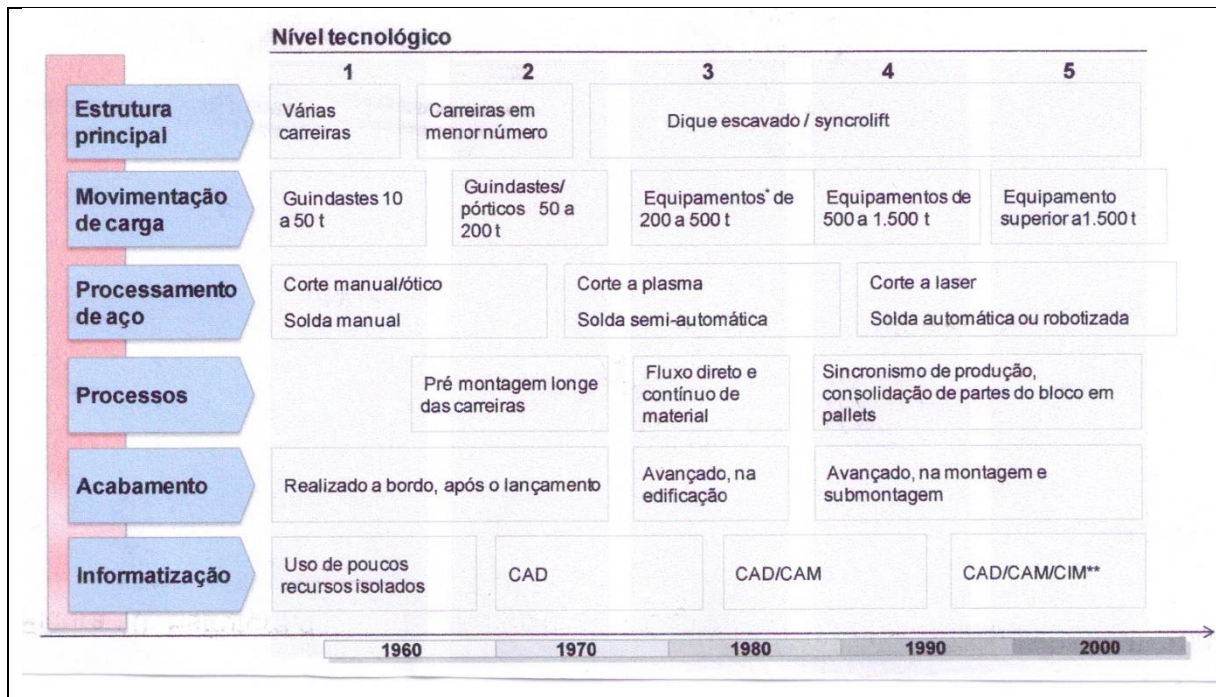 Nível tecnológico
1 2 3 4 5
Estrutura
principal
Várias
carreiras
Carreiras em
menor número
Dique escavado / syncrolift
Movimentação
de carga
Guindastes 10
a 50 t
Guindastes/
pórticos 50 a
200 t
Equipamentos* de
200 a 500 t
Equipamentos de
500 a 1.500 t
Equipamento
superior a1.500 t
Processamento
de aço
Corte manual/ótico
Solda manual
Corte a plasma
Solda semi-automática
Corte a laser
Solda automática ou robotizada
Processos
Pré montagem longe
das carreiras
Fluxo direto e
contínuo de
material
Sincronismo de produção,
consolidação de partes do bloco em
pallets
Acabamento
Realizado a bordo, após o lançamento
Avançado, na
edificação
Avançado, na montagem e
submontagem
Informatização
Uso de poucos
recursos isolados
CAD
CAD/CAM
CAD/CAM/CIM**
1960 1970 1980 1990 2000